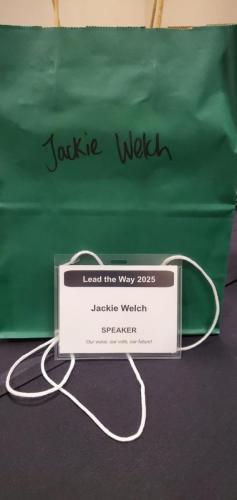 Jackie Welch
Lead the Way 2025
Jackie Welch
SPEAKER
Our voice, our vote, our future!